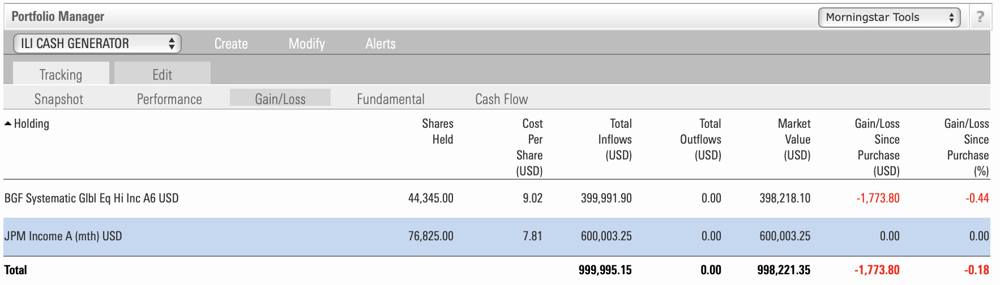 Portfolio Manager Morningstar Tools ?
ILI CASH GENERATOR Create Modify Alerts
Tracking Edit
Snapshot Performance Gain/Loss Fundamental Cash Flow
Holding Shares Cost Total Total Market Gain/Loss Gain/Loss
Held Per Inflows Outflows Value Since Since
Share (USD) (USD) (USD) Purchase Purchase
(USD) (USD) (%)
BGF Systematic Glbl Eq Hi Inc A6 USD 44,345.00 9.02 399,991.90 0.00 398,218.10 -1,773.80 -0.44
JPM Income A (mth) USD 76,825.00 7.81 600,003.25 0.00 600,003.25 0.00 0.00
Total 999,995.15 0.00 998,221.35 -1,773.80 -0.18